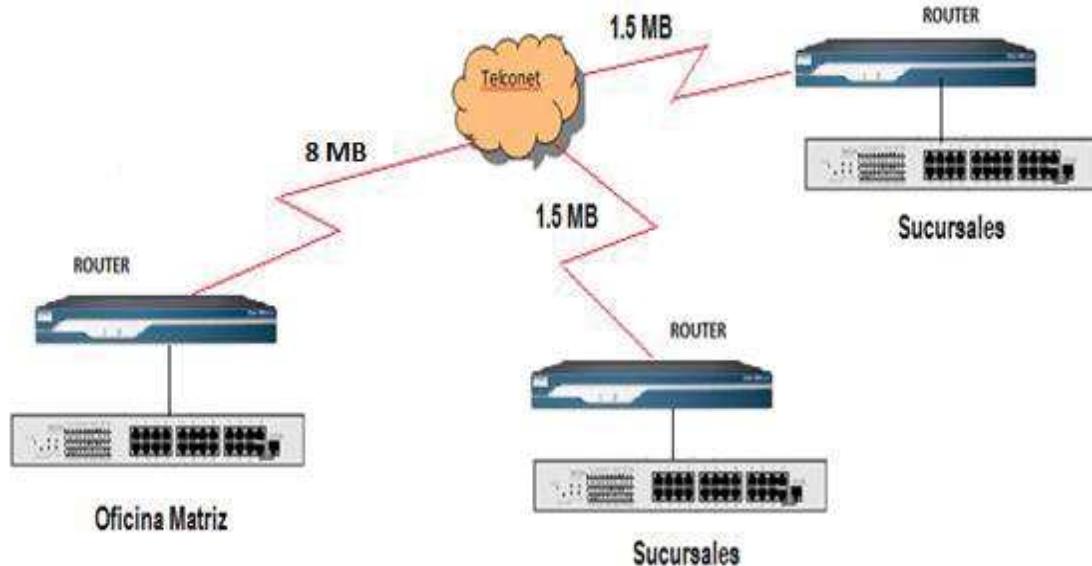 1.5 MB
ROUTER
Telconet
8 MB
Sucursales
1.5 MB
ROUTER
ROUTER
Oficina Matriz
Sucursales